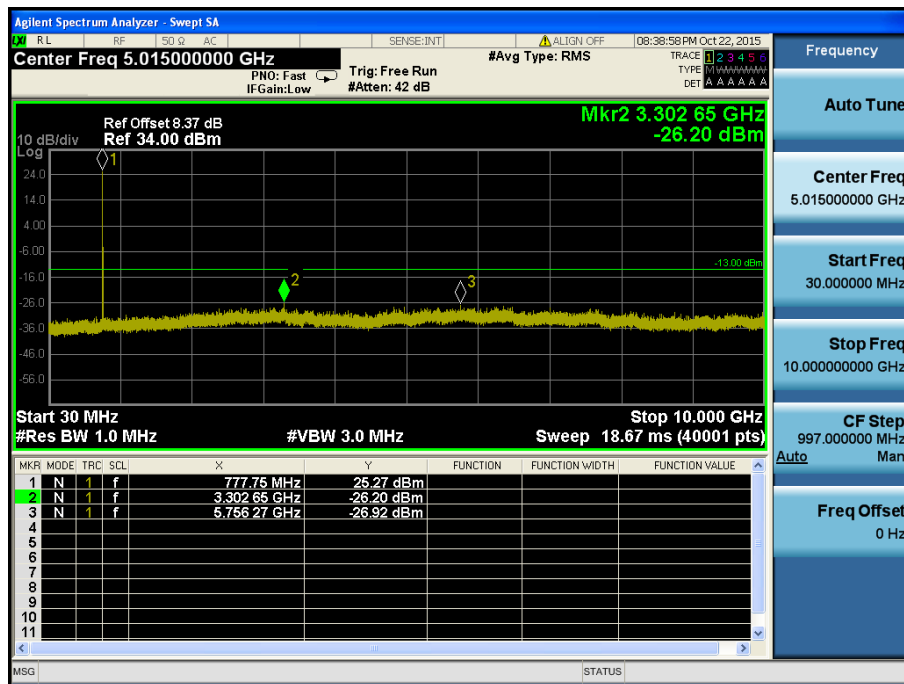 Agilent Spectrum Analyzer - Swept SA
LXI RL RF 50 Ω AC SENSE:INT ALIGN OFF 08:38:58 PM Oct 22, 2015
Center Freq 5.015000000 GHz
#Avg Type: RMS
TRACE 1 2 3 4 5 6
PNO: Fast
Trig: Free Run
TYPE MWWWWW
IFGain:Low
#Atten: 42 dB
DET A A A A A A
Mkr2 3.302 65 GHz
-26.20 dBm
Ref Offset 8.37 dB
10 dB/div Ref 34.00 dBm
Log
1
24.0
14.0
4.00
-6.00
-13.00 dBm
-16.0
2
3
-26.0
-36.0
-46.0
-56.0
Start 30 MHz Stop 10.000 GHz
#Res BW 1.0 MHz #VBW 3.0 MHz Sweep 18.67 ms (40001 pts)
MKR MODE TRC SCL X Y FUNCTION FUNCTION WIDTH FUNCTION VALUE
1 N 1 f 777.75 MHz 25.27 dBm
2 N 1 f 3.302 65 GHz -26.20 dBm
3 N 1 f 5.756 27 GHz -26.92 dBm
4
5
6
7
8
9
10
11
MSG STATUS
Frequency
Auto Tune
Center Freq
5.015000000 GHz
Start Freq
30.000000 MHz
Stop Freq
10.000000000 GHz
CF Step
997.000000 MHz
Auto Man
Freq Offset
0 Hz